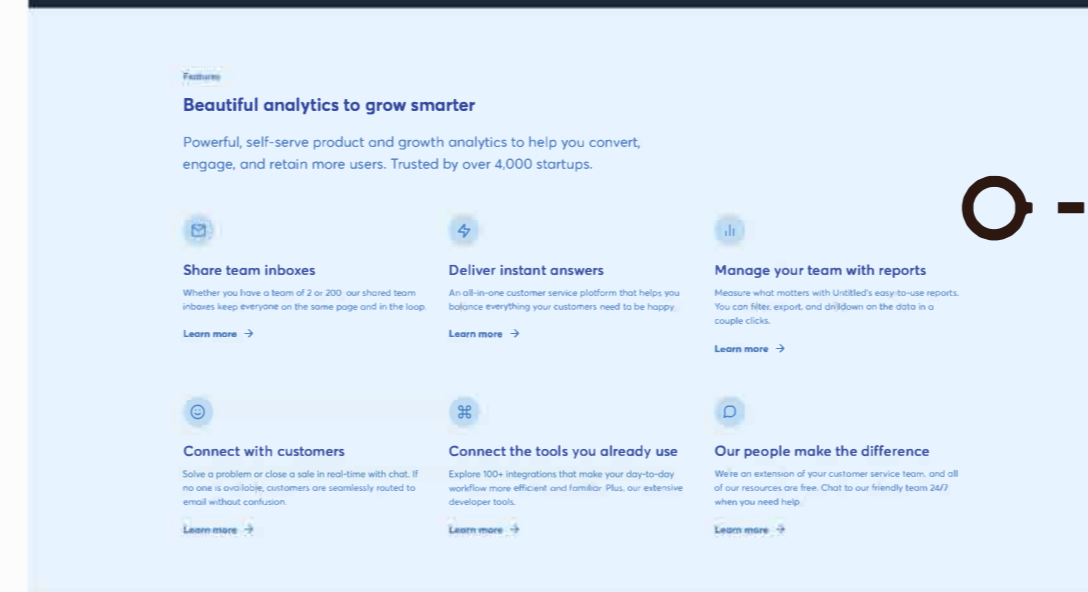 Features
Beautiful analytics to grow smarter
Powerful, self-serve product and growth analytics to help you convert,
engage, and retain more users. Trusted by over 4,000 startups.
Share team inboxes
Whether you have a team of 2 or 200, our shared team
inboxes keep everyone on the same page and in the loop.
Learn more →
Deliver instant answers
An all-in-one customer service platform that helps you
balance everything your customers need to be happy.
Learn more →
Manage your team with reports
Measure what matters with Untitled's easy-to-use reports.
You can filter, export, and drilldown on the data in a
couple clicks.
Learn more →
Connect with customers
Solve a problem or close a sale in real-time with chat. If
no one is available, customers are seamlessly routed to
email without confusion.
Learn more →
Connect the tools you already use
Explore 100+ integrations that make your day-to-day
workflow more efficient and familiar. Plus, our extensive
developer tools.
Learn more →
Our people make the difference
We're an extension of your customer service team, and all
of our resources are free. Chat to our friendly team 24/7
when you need help.
Learn more →